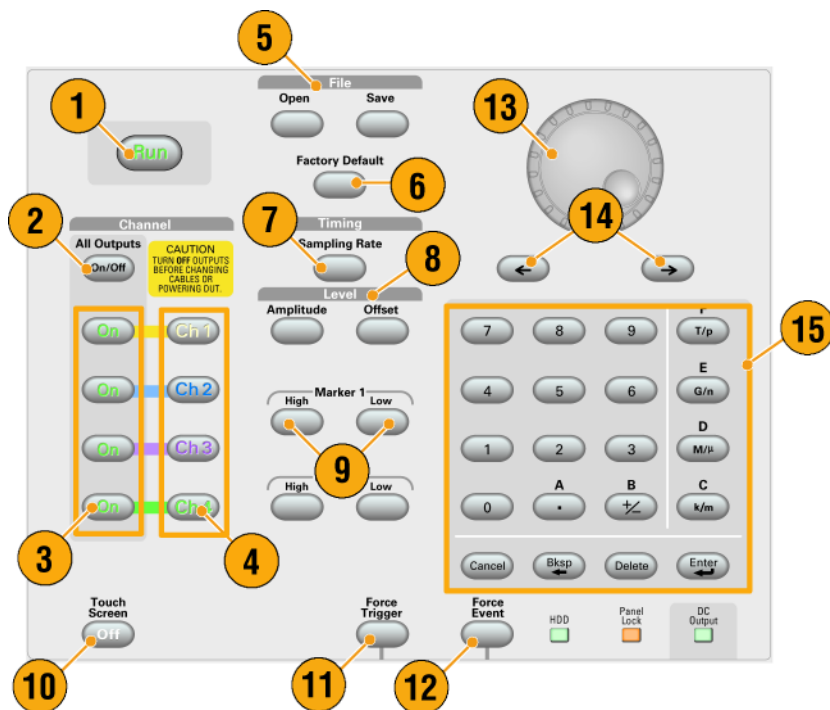 5
File
Open Save
1
Run
13
Factory Default
6
2
7
14
Channel
Timing
All Outputs
On/Off
CAUTION
TURN OFF OUTPUTS
BEFORE CHANGING
CABLES OR
POWERING DUT.
Sampling Rate
8
← →
Level
Amplitude Offset
15
On Ch 1
7 8 9 T/p
E
On Ch 2
4 5 6 G/n
Marker 1
High Low
D
On Ch 3
1 2 3 M/µ
9
A B C
High Low
On Ch 4
0 . +/− k/m
3 4
Cancel Bksp Delete Enter
Touch
Screen
Off
Force
Trigger
Force
Event
HDD
Panel
Lock
DC
Output
10 11 12